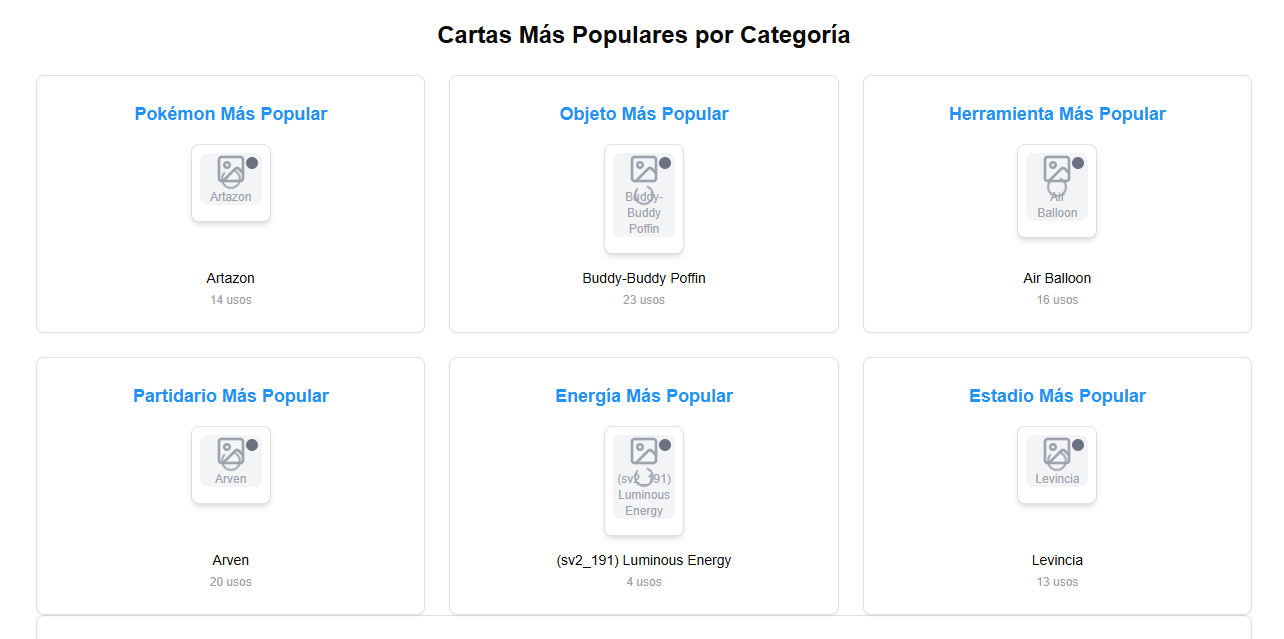 Cartas Más Populares por Categoría
Pokémon Más Popular
Artazon
Artazon
14 usos
Objeto Más Popular
Buddy-
Buddy
Poffin
Buddy-Buddy Poffin
23 usos
Herramienta Más Popular
Air
Balloon
Air Balloon
16 usos
Partidario Más Popular
Arven
Arven
20 usos
Energía Más Popular
(sv2_191)
Luminous
Energy
(sv2_191) Luminous Energy
4 usos
Estadio Más Popular
Levincia
Levincia
13 usos